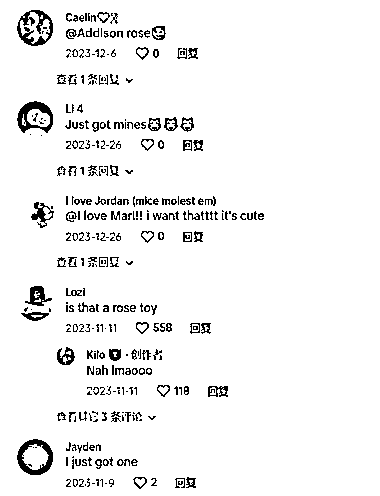 Caelin
@Addison rose
2023-12-6 0 回复
查看 1 条回复
Li 4
Just got mines
2023-12-26 0 回复
查看 1 条回复
I love Jordan (mice molest em)
@I love Marl!! i want thatttt it's cute
2023-12-26 0 回复
查看 1 条回复
Lozi
is that a rose toy
2023-11-11 558 回复
Kilo · 创作者
Nah lmaooo
2023-11-11 118 回复
查看其它 3 条评论
Jayden
I just got one
2023-11-9 2 回复